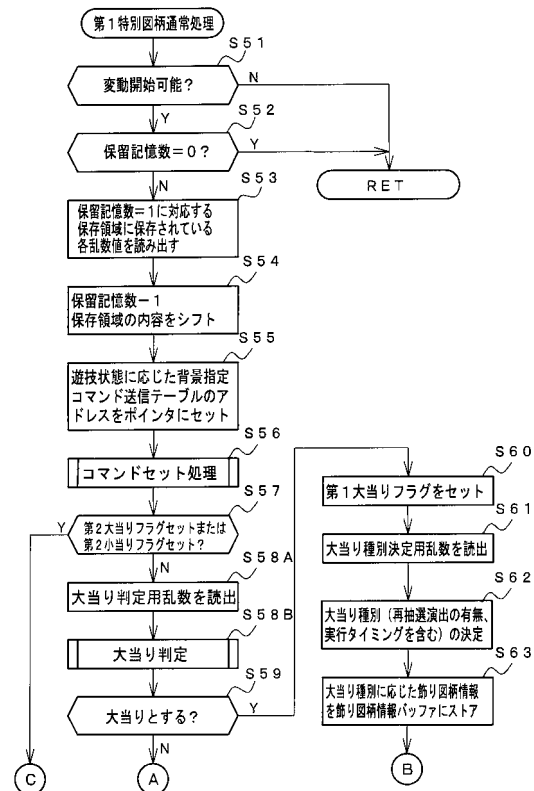 第1特別図柄通常処理
S51
変動開始可能?
N
Y
S52
保留記憶数=0?
Y
N
RET
S53
保留記憶数=1に対応する
保存領域に保存されている
各乱数値を読み出す
S54
保留記憶数-1
保存領域の内容をシフト
S55
遊技状態に応じた背景指定
コマンド送信テーブルのア
ドレスをポインタにセット
S56
コマンドセット処理
S57
Y
第2大当りフラグセットまたは
第2小当りフラグセット?
N
S58A
大当り判定用乱数を読出
S58B
大当り判定
S59
大当りとする?
Y
N
C
A
S60
第1大当りフラグをセット
S61
大当り種別決定用乱数を読出
S62
大当り種別(再抽選演出の有無、
実行タイミングを含む)の決定
S63
大当り種別に応じた飾り図柄情報
を飾り図柄情報バッファにストア
B